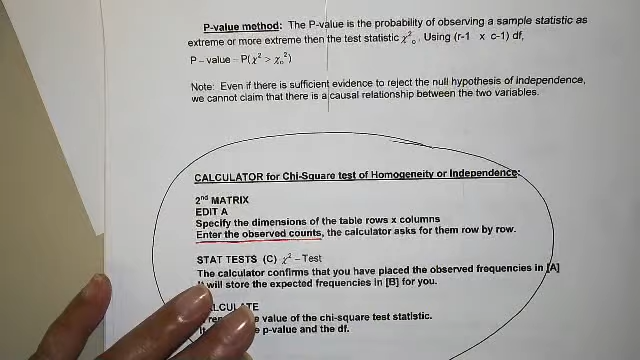 P-value method: The P-value is the probability of observing a sample statistic as
extreme or more extreme then the test statistic χ²₀. Using (r-1 x c-1) df,
P – value – P(χ² > χ₀²)
Note: Even if there is sufficient evidence to reject the null hypothesis of independence,
we cannot claim that there is a causal relationship between the two variables.
CALCULATOR for Chi-Square test of Homogeneity or Independence:
2nd MATRIX
EDIT A
Specify the dimensions of the table rows x columns
Enter the observed counts, the calculator asks for them row by row.
STAT TESTS (C) χ² – Test
The calculator confirms that you have placed the observed frequencies in [A]
will store the expected frequencies in [B] for you.
value of the chi-square test statistic.
p-value and the df.